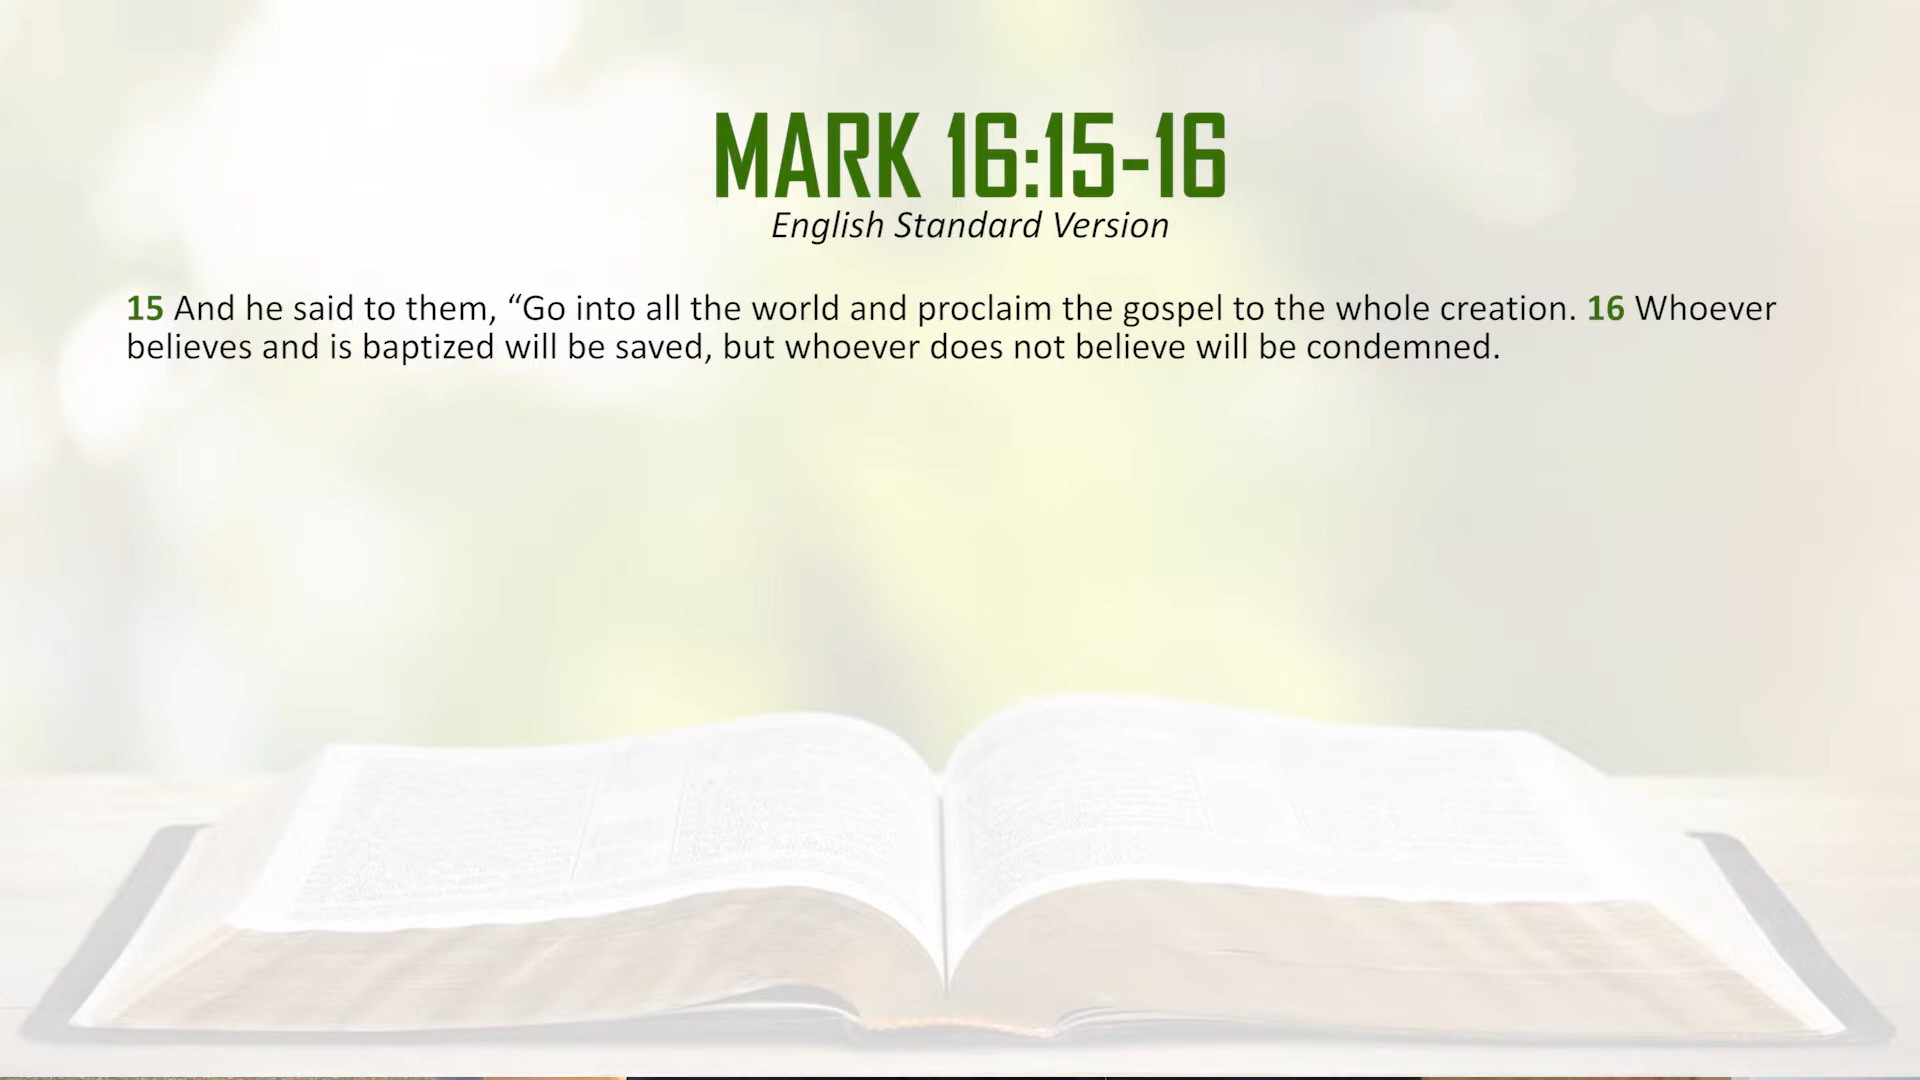 MARK 16:15-16
English Standard Version
15 And he said to them, “Go into all the world and proclaim the gospel to the whole creation. 16 Whoever
believes and is baptized will be saved, but whoever does not believe will be condemned.